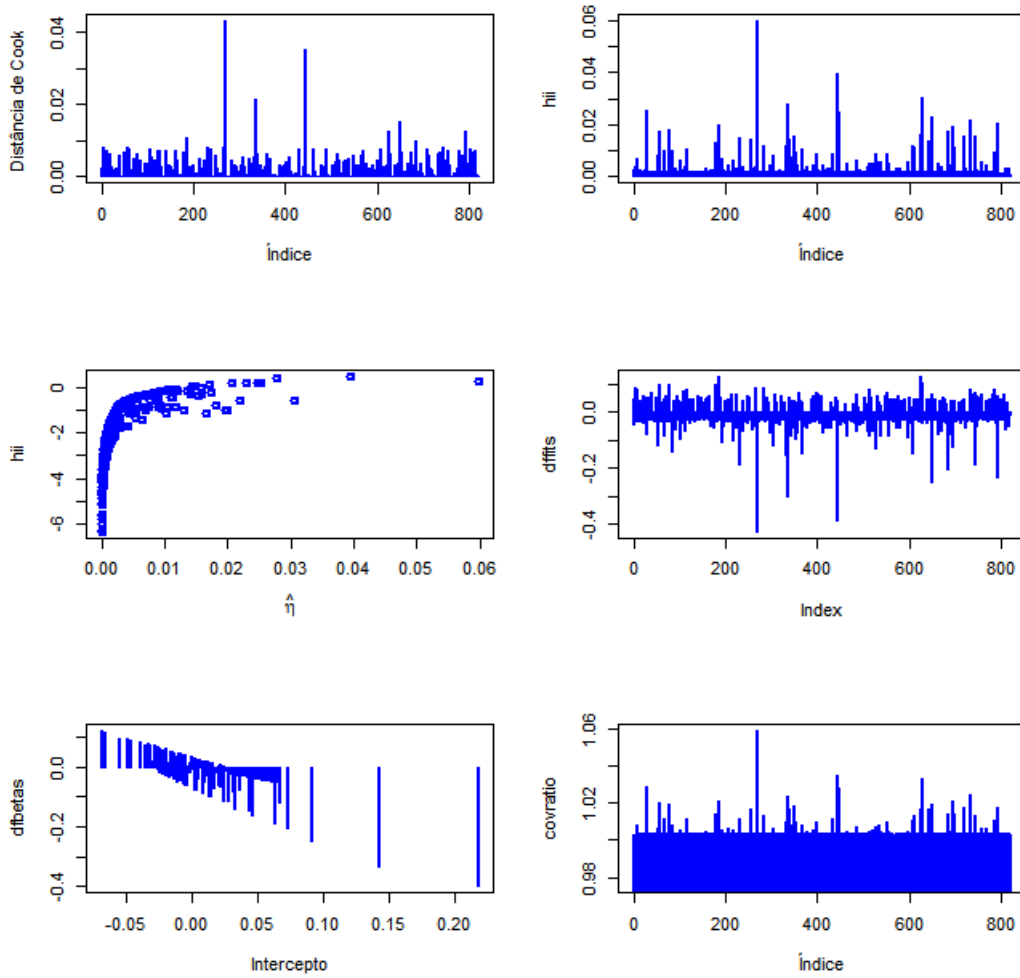 Distância de Cook
0.00 0.02 0.04
0 200 400 600 800
Índice
hii
0.00 0.02 0.04 1.06
0 200 400 600 800
Índice
hii
-6 -4 -2 0
0.00 0.01 0.02 0.03 0.04 0.05 0.06
η̂
dffits
-0.4 -0.2 0.0
0 200 400 600 800
Index
dfbetas
-0.4 -0.2 0.0
-0.05 0.00 0.05 0.10 0.15 0.20
Intercepto
covratio
0.98 1.02 1.06
0 200 400 600 800
Índice